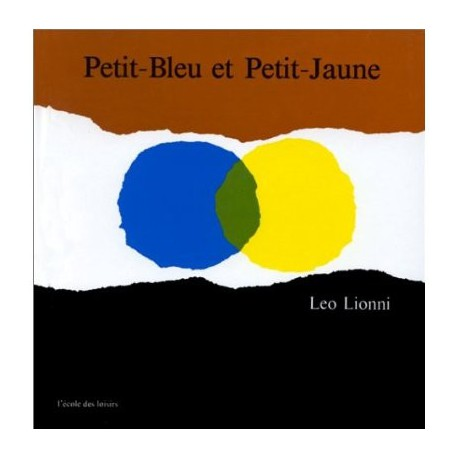 Petit-Bleu et Petit-Jaune
Leo Lionni
l'école des loisirs